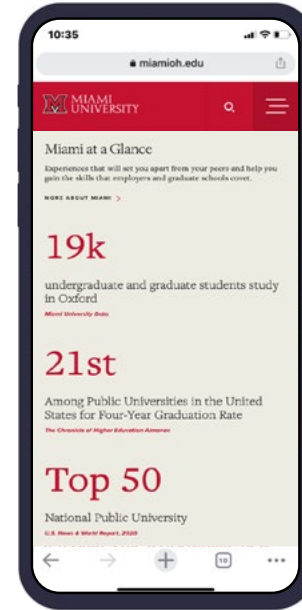 10:35
miamioh.edu
MIAMI
UNIVERSITY
Miami at a Glance
Experiences that will set you apart from your peers and help you
gain the skills that employers and graduate schools covet.
MORE ABOUT MIAMI >
19k
undergraduate and graduate students study
in Oxford
Miami University Data
21st
Among Public Universities in the United
States for Four-Year Graduation Rate
The Chronicle of Higher Education Almanac
Top 50
National Public University
U.S. News & World Report, 2020
10